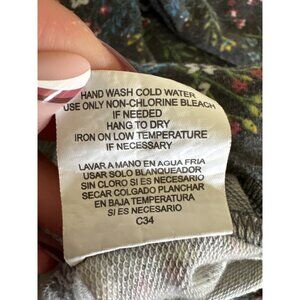 HAND WASH COLD WATER
USE ONLY NON-CHLORINE BLEACH
IF NEEDED
HANG TO DRY
IRON ON LOW TEMPERATURE
IF NECESSARY
LAVAR A MANO EN AGUA FRIA
USAR SOLO BLANQUEADOR
SIN CLORO SI ES NECESARIO
SECAR COLGADO PLANCHAR
EN BAJA TEMPERATURA
SI ES NECESARIO
C34